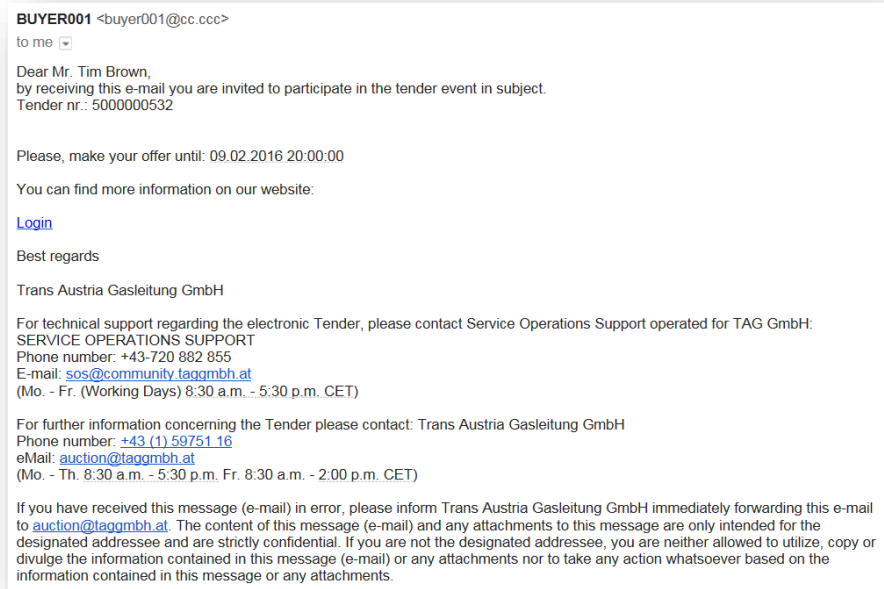 BUYER001 <buyer001@cc.ccc>
to me
Dear Mr. Tim Brown,
by receiving this e-mail you are invited to participate in the tender event in subject.
Tender nr.: 5000000532
Please, make your offer until: 09.02.2016 20:00:00
You can find more information on our website:
Login
Best regards
Trans Austria Gasleitung GmbH
For technical support regarding the electronic Tender, please contact Service Operations Support operated for TAG GmbH:
SERVICE OPERATIONS SUPPORT
Phone number: +43-720 882 855
E-mail: sos@community.taggmbh.at
(Mo. - Fr. (Working Days) 8:30 a.m. - 5:30 p.m. CET)
For further information concerning the Tender please contact: Trans Austria Gasleitung GmbH
Phone number: +43 (1) 59751 16
eMail: auction@taggmbh.at
(Mo. - Th. 8:30 a.m. - 5:30 p.m. Fr. 8:30 a.m. - 2:00 p.m. CET)
If you have received this message (e-mail) in error, please inform Trans Austria Gasleitung GmbH immediately forwarding this e-mail
to auction@taggmbh.at. The content of this message (e-mail) and any attachments to this message are only intended for the
designated addressee and are strictly confidential. If you are not the designated addressee, you are neither allowed to utilize, copy or
divulge the information contained in this message (e-mail) or any attachments nor to take any action whatsoever based on the
information contained in this message or any attachments.